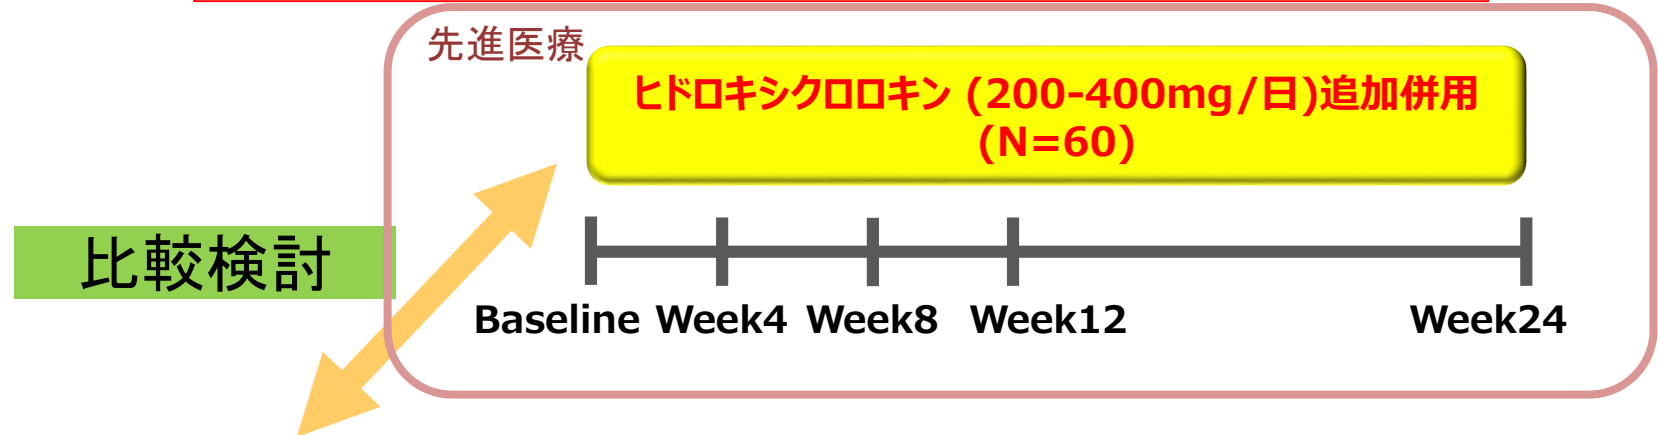 先進医療
ヒドロキシクロロキン (200-400mg/日)追加併用
(N=60)
比較検討
Baseline Week4 Week8 Week12 Week24